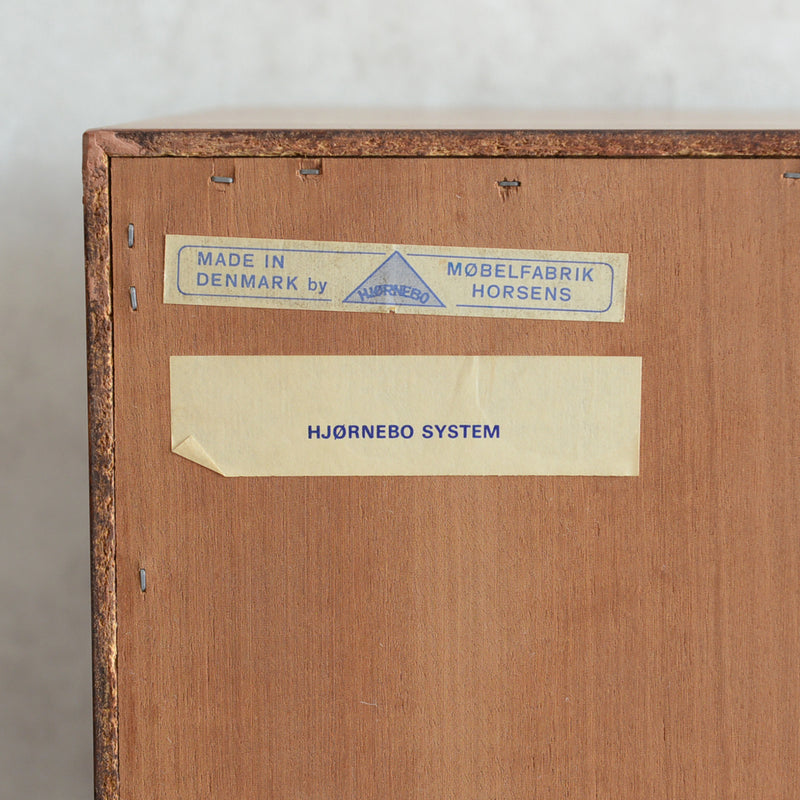 MADE IN
DENMARK by
HJØRNEBO
MØBELFABRIK
HORSENS
HJØRNEBO SYSTEM